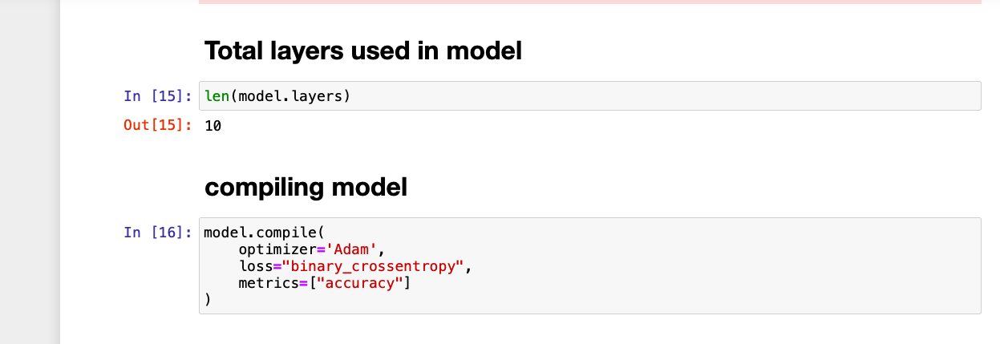 Total layers used in model
In [15]: len(model.layers)
Out[15]: 10
compiling model
In [16]: model.compile(
    optimizer='Adam',
    loss="binary_crossentropy",
    metrics=["accuracy"]
)